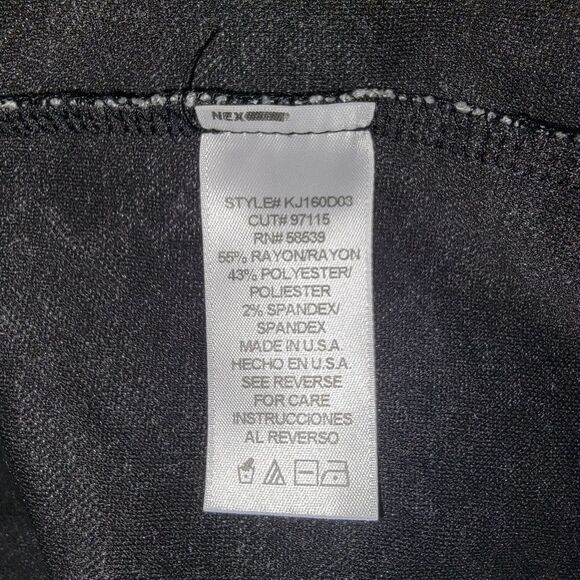 STYLE# KJ160D03
CUT# 97115
RN# 58539
55% RAYON/RAYON
43% POLYESTER/
POLIESTER
2% SPANDEX/
SPANDEX
MADE IN U.S.A.
HECHO EN U.S.A.
SEE REVERSE
FOR CARE
INSTRUCCIONES
AL REVERSO